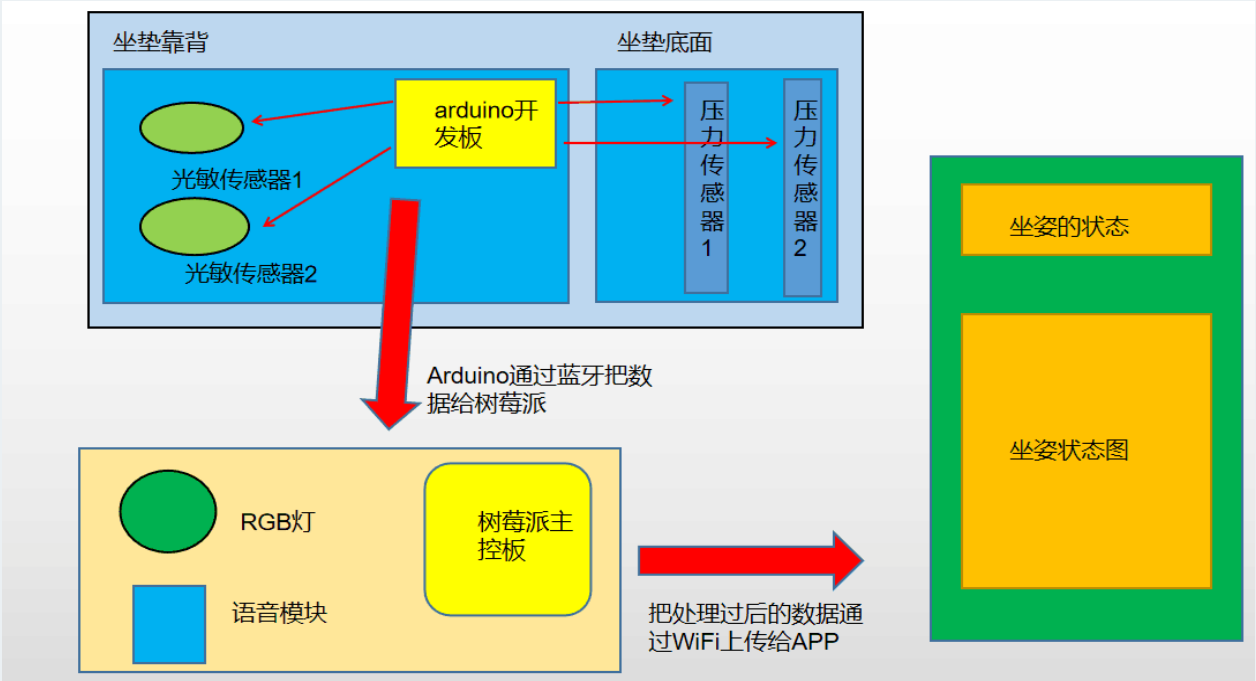 坐垫靠背
坐垫底面
arduino开
发板
光敏传感器1
光敏传感器2
压力传感器1
压力传感器2
Arduino通过蓝牙把数
据给树莓派
RGB灯
语音模块
树莓派主
控板
把处理过后的数据通
过WiFi上传给APP
坐姿的状态
坐姿状态图